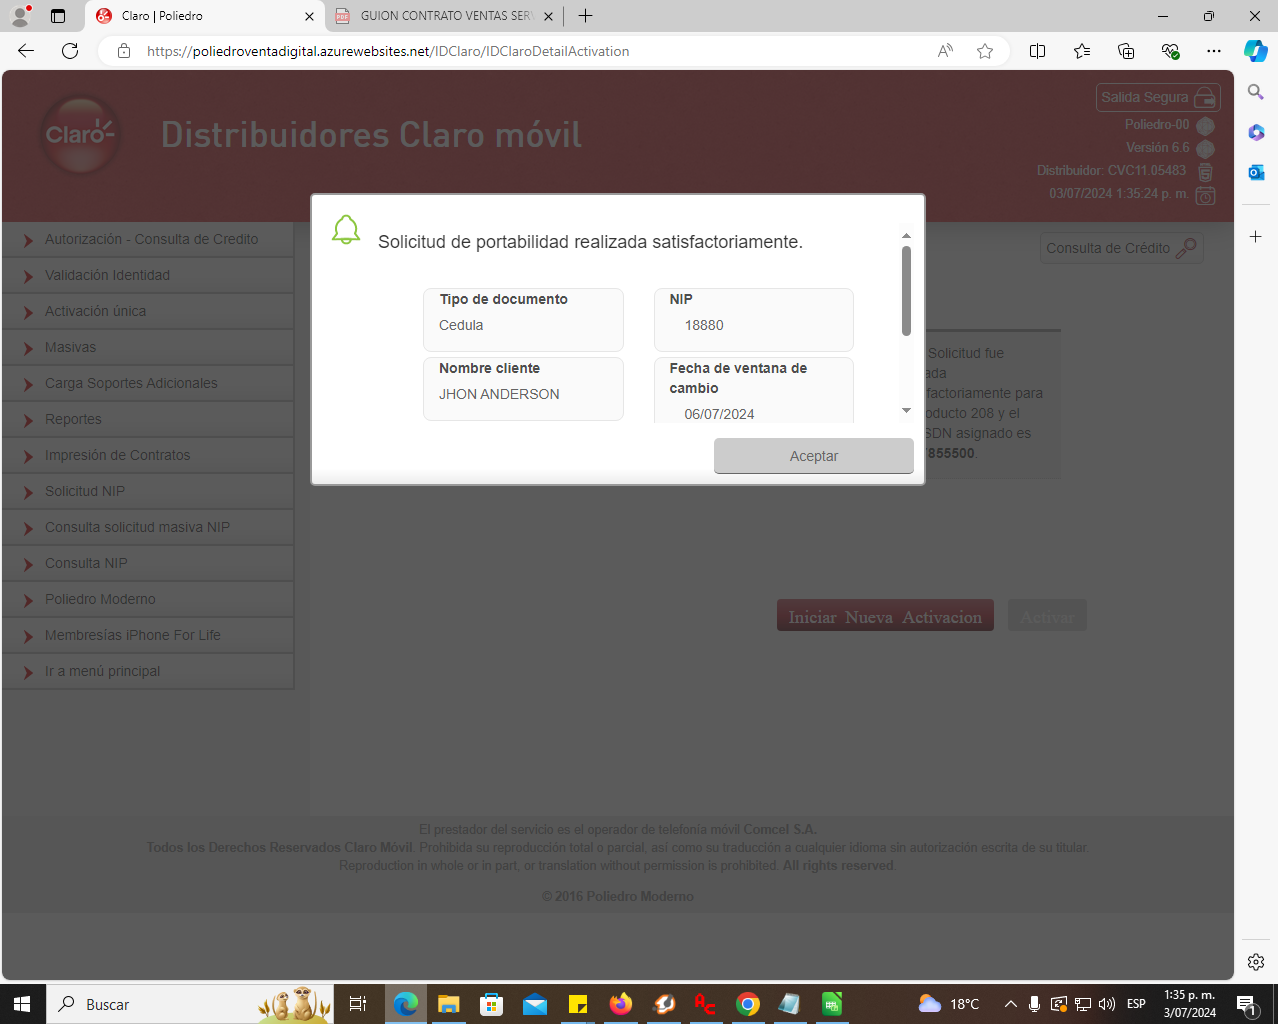 Claro | Poliedro
GUION CONTRATO VENTAS SER
https://poliedroventadigital.azurewebsites.net/IDClaro/IDClaroDetailActivation
Claro
Distribuidores Claro móvil
Salida Segura
Poliedro-00
Versión 6.6
Distribuidor: CVC11.05483
03/07/2024 1:35:24 p. m.
Autorización - Consulta de Credito
Validación Identidad
Activación única
Masivas
Carga Soportes Adicionales
Reportes
Impresión de Contratos
Solicitud NIP
Consulta solicitud masiva NIP
Consulta NIP
Poliedro Moderno
Membresías iPhone For Life
Ir a menú principal
Consulta de Crédito
Solicitud de portabilidad realizada satisfactoriamente.
Tipo de documento
Cedula
NIP
18880
Nombre cliente
JHON ANDERSON
Fecha de ventana de
cambio
06/07/2024
Aceptar
Solicitud fue
ada
factoriamente para
oducto 208 y el
SDN asignado es
7855500.
Iniciar Nueva Activacion
Activar
El prestador del servicio es el operador de telefonía móvil Comcel S.A.
Todos los Derechos Reservados Claro Móvil. Prohibida su reproducción total o parcial, así como su traducción a cualquier idioma sin autorización escrita de su titular.
Reproduction in whole or in part, or translation without permission is prohibited. All rights reserved.
© 2016 Poliedro Moderno
Buscar
18°C
ESP
1:35 p. m.
3/07/2024
1